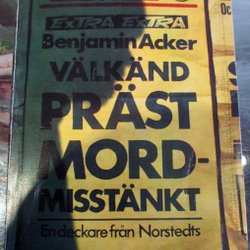 EXTRA EXTRA
Benjamin Acker
VÄLKÄND
PRÄST
MORD-
MISSTÄNKT
En deckare från Norstedts